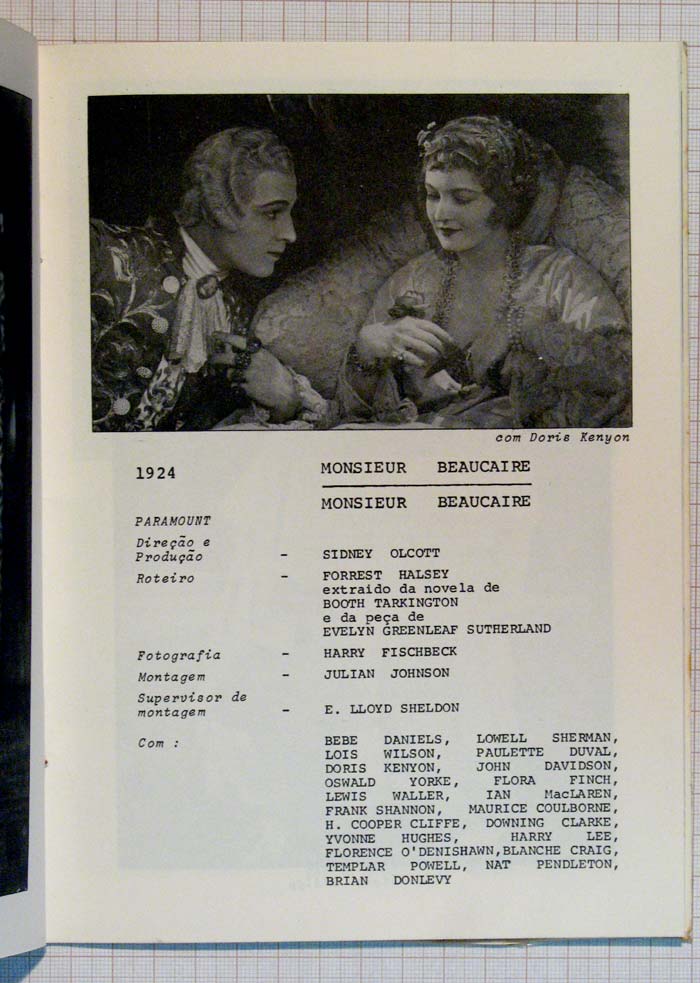 com Doris Kenyon
1924 MONSIEUR BEAUCAIRE
MONSIEUR BEAUCAIRE
PARAMOUNT
Direção e
Produção - SIDNEY OLCOTT
Roteiro - FORREST HALSEY
extraido da novela de
BOOTH TARKINGTON
e da peça de
EVELYN GREENLEAF SUTHERLAND
Fotografia - HARRY FISCHBECK
Montagem - JULIAN JOHNSON
Supervisor de
montagem - E. LLOYD SHELDON
Com : BEBE DANIELS, LOWELL SHERMAN,
LOIS WILSON, PAULETTE DUVAL,
DORIS KENYON, JOHN DAVIDSON,
OSWALD YORKE, FLORA FINCH,
LEWIS WALLER, IAN MacLAREN,
FRANK SHANNON, MAURICE COULBORNE,
H. COOPER CLIFFE, DOWNING CLARKE,
YVONNE HUGHES, HARRY LEE,
FLORENCE O'DENISHAWN,BLANCHE CRAIG,
TEMPLAR POWELL, NAT PENDLETON,
BRIAN DONLEVY